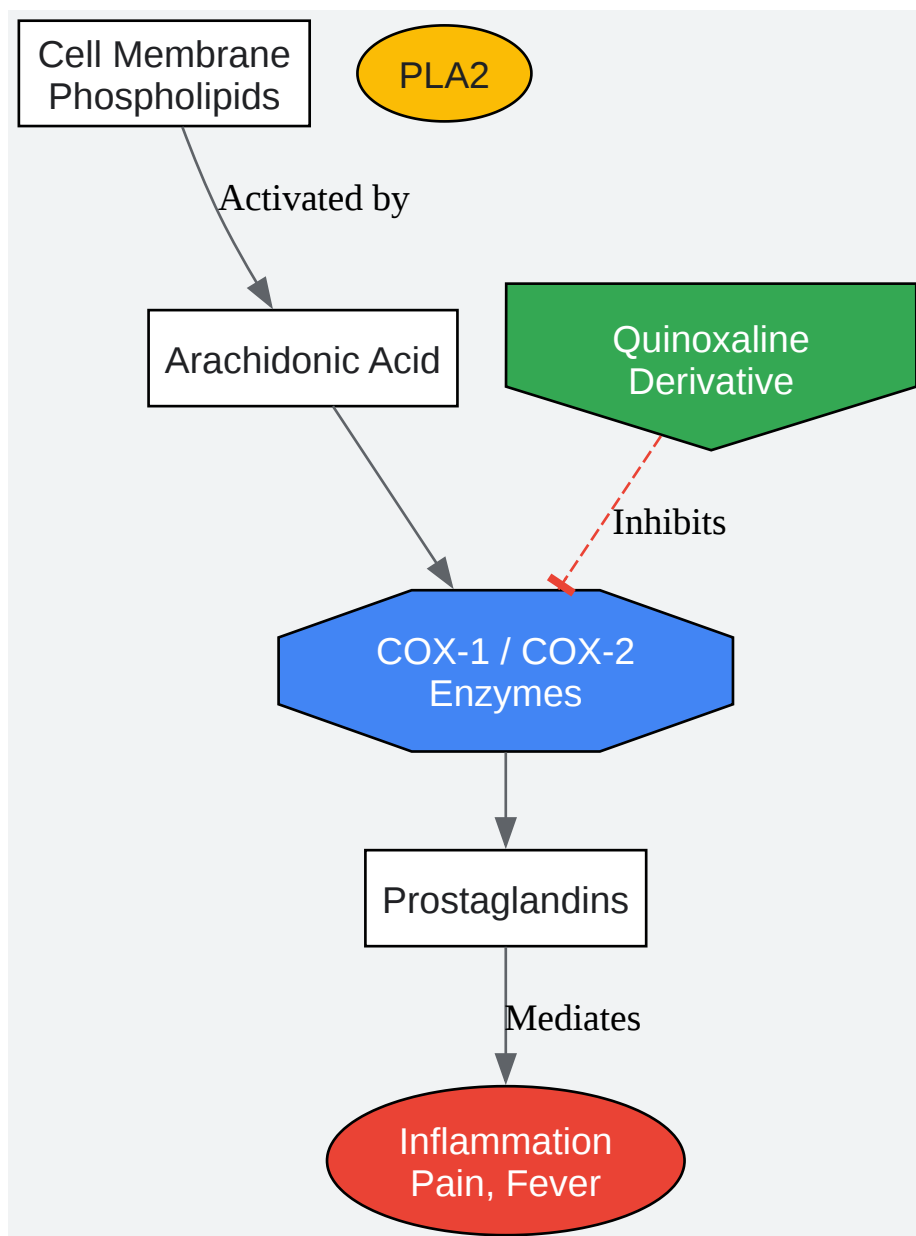 Cell Membrane
Phospholipids
PLA2
Activated by
Arachidonic Acid
Quinoxaline
Derivative
Inhibits
COX-1 / COX-2
Enzymes
Prostaglandins
Mediates
Inflammation
Pain, Fever